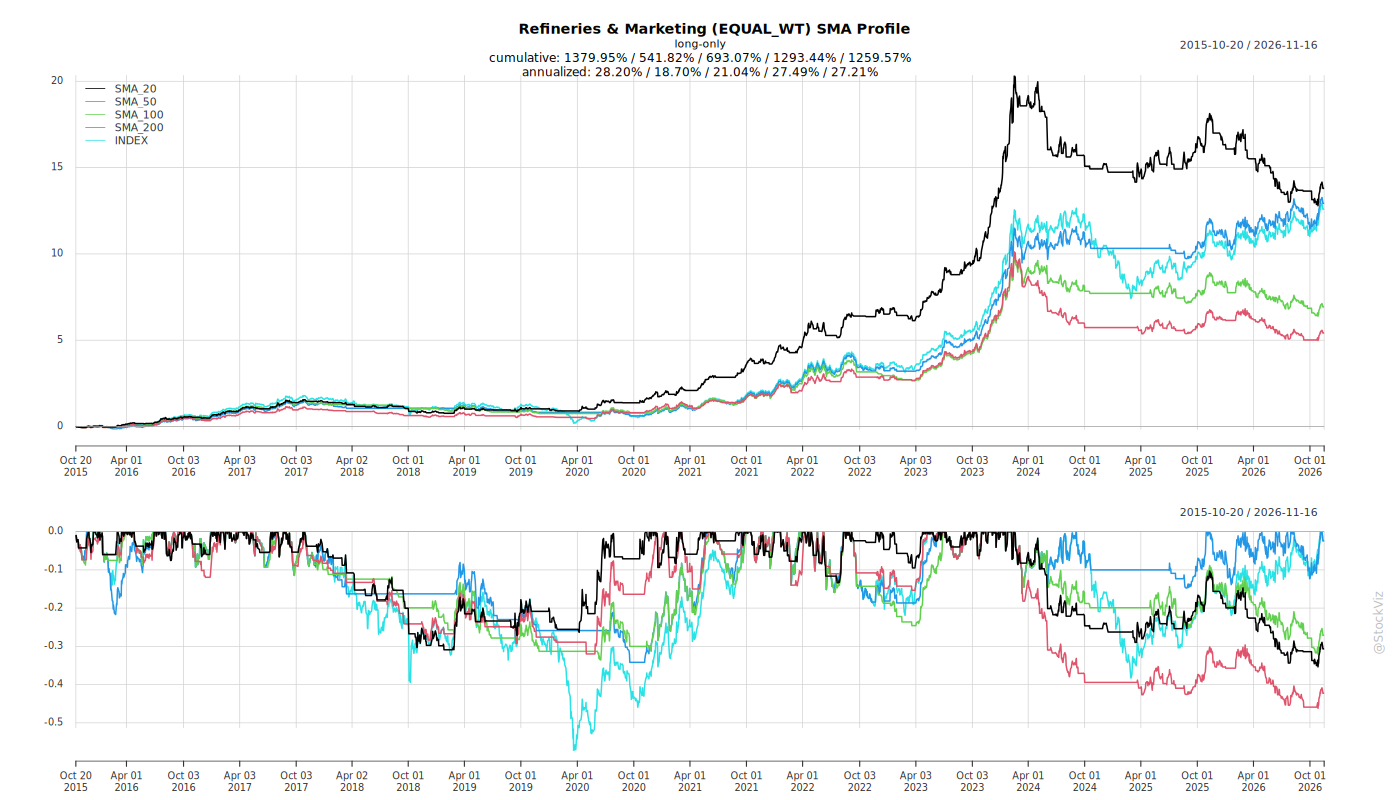 Refineries & Marketing (EQUAL_WT) SMA Profile
long-only
cumulative: 1379.95% / 541.82% / 693.07% / 1293.44% / 1259.57%
annualized: 28.20% / 18.70% / 21.04% / 27.49% / 27.21%
2015-10-20 / 2026-11-16
SMA_20
SMA_50
SMA_100
SMA_200
INDEX
20
15
10
5
0
Oct 20 Apr 01 Oct 03 Apr 03 Oct 03 Apr 02 Oct 01 Apr 01 Oct 01 Apr 01 Oct 01 Apr 01 Oct 01 Apr 01 Oct 03 Apr 03 Oct 03 Apr 01 Oct 01 Apr 01 Oct 01 Apr 01 Oct 01
2015 2016 2016 2017 2017 2018 2018 2019 2019 2020 2020 2021 2021 2022 2022 2023 2023 2024 2024 2025 2025 2026 2026
2015-10-20 / 2026-11-16
0.0
-0.1
-0.2
-0.3
-0.4
-0.5
Oct 20 Apr 01 Oct 03 Apr 03 Oct 03 Apr 02 Oct 01 Apr 01 Oct 01 Apr 01 Oct 01 Apr 01 Oct 01 Apr 01 Oct 03 Apr 03 Oct 03 Apr 01 Oct 01 Apr 01 Oct 01 Apr 01 Oct 01
2015 2016 2016 2017 2017 2018 2018 2019 2019 2020 2020 2021 2021 2022 2022 2023 2023 2024 2024 2025 2025 2026 2026
@StockViz